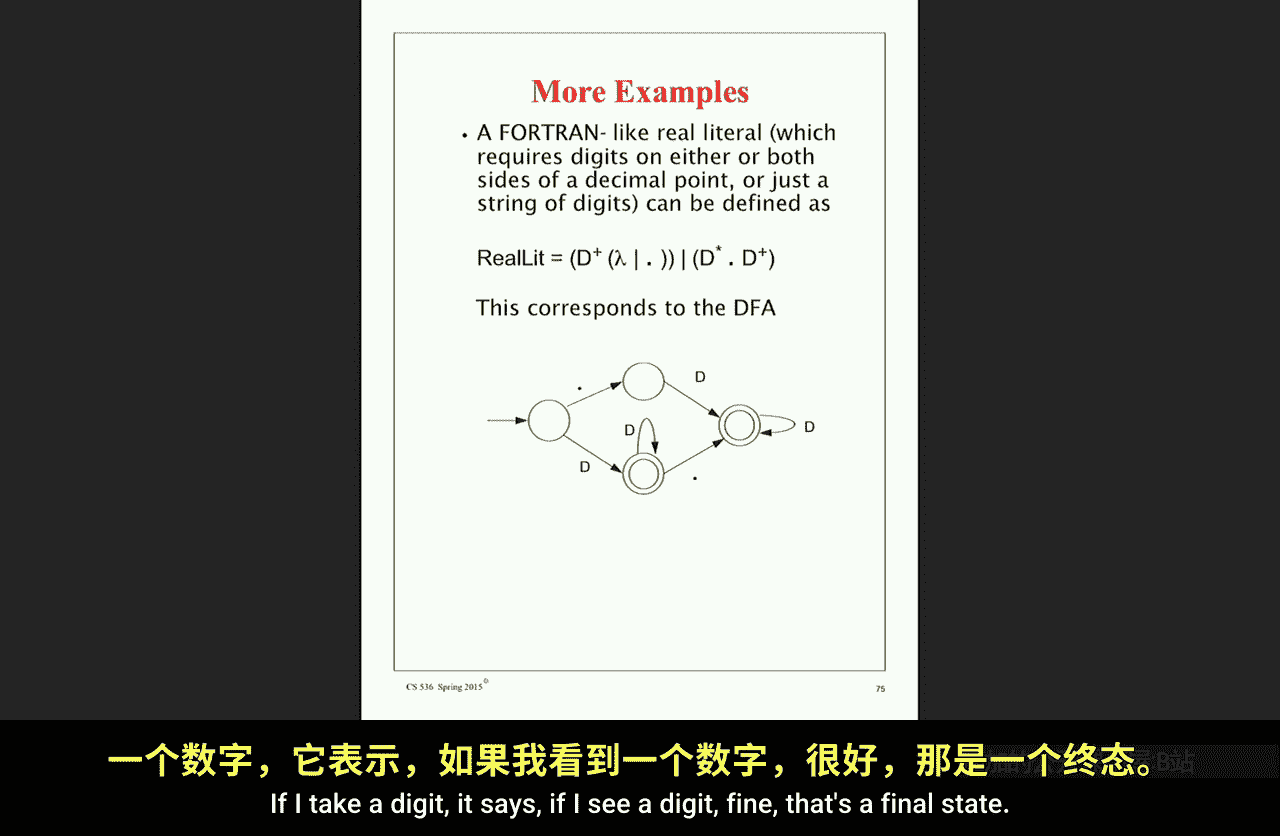 More Examples
• A FORTRAN- like real literal (which
requires digits on either or both
sides of a decimal point, or just a
string of digits) can be defined as
RealLit = (D⁺ (λ | . )) | (D* . D⁺)
This corresponds to the DFA
.
D
D
D
D
.
CS 536 Spring 2015©
75
一个数字，它表示，如果我看到一个数字，很好，那是一个终态。
B站
If I take a digit, it says, if I see a digit, fine, that's a final state.